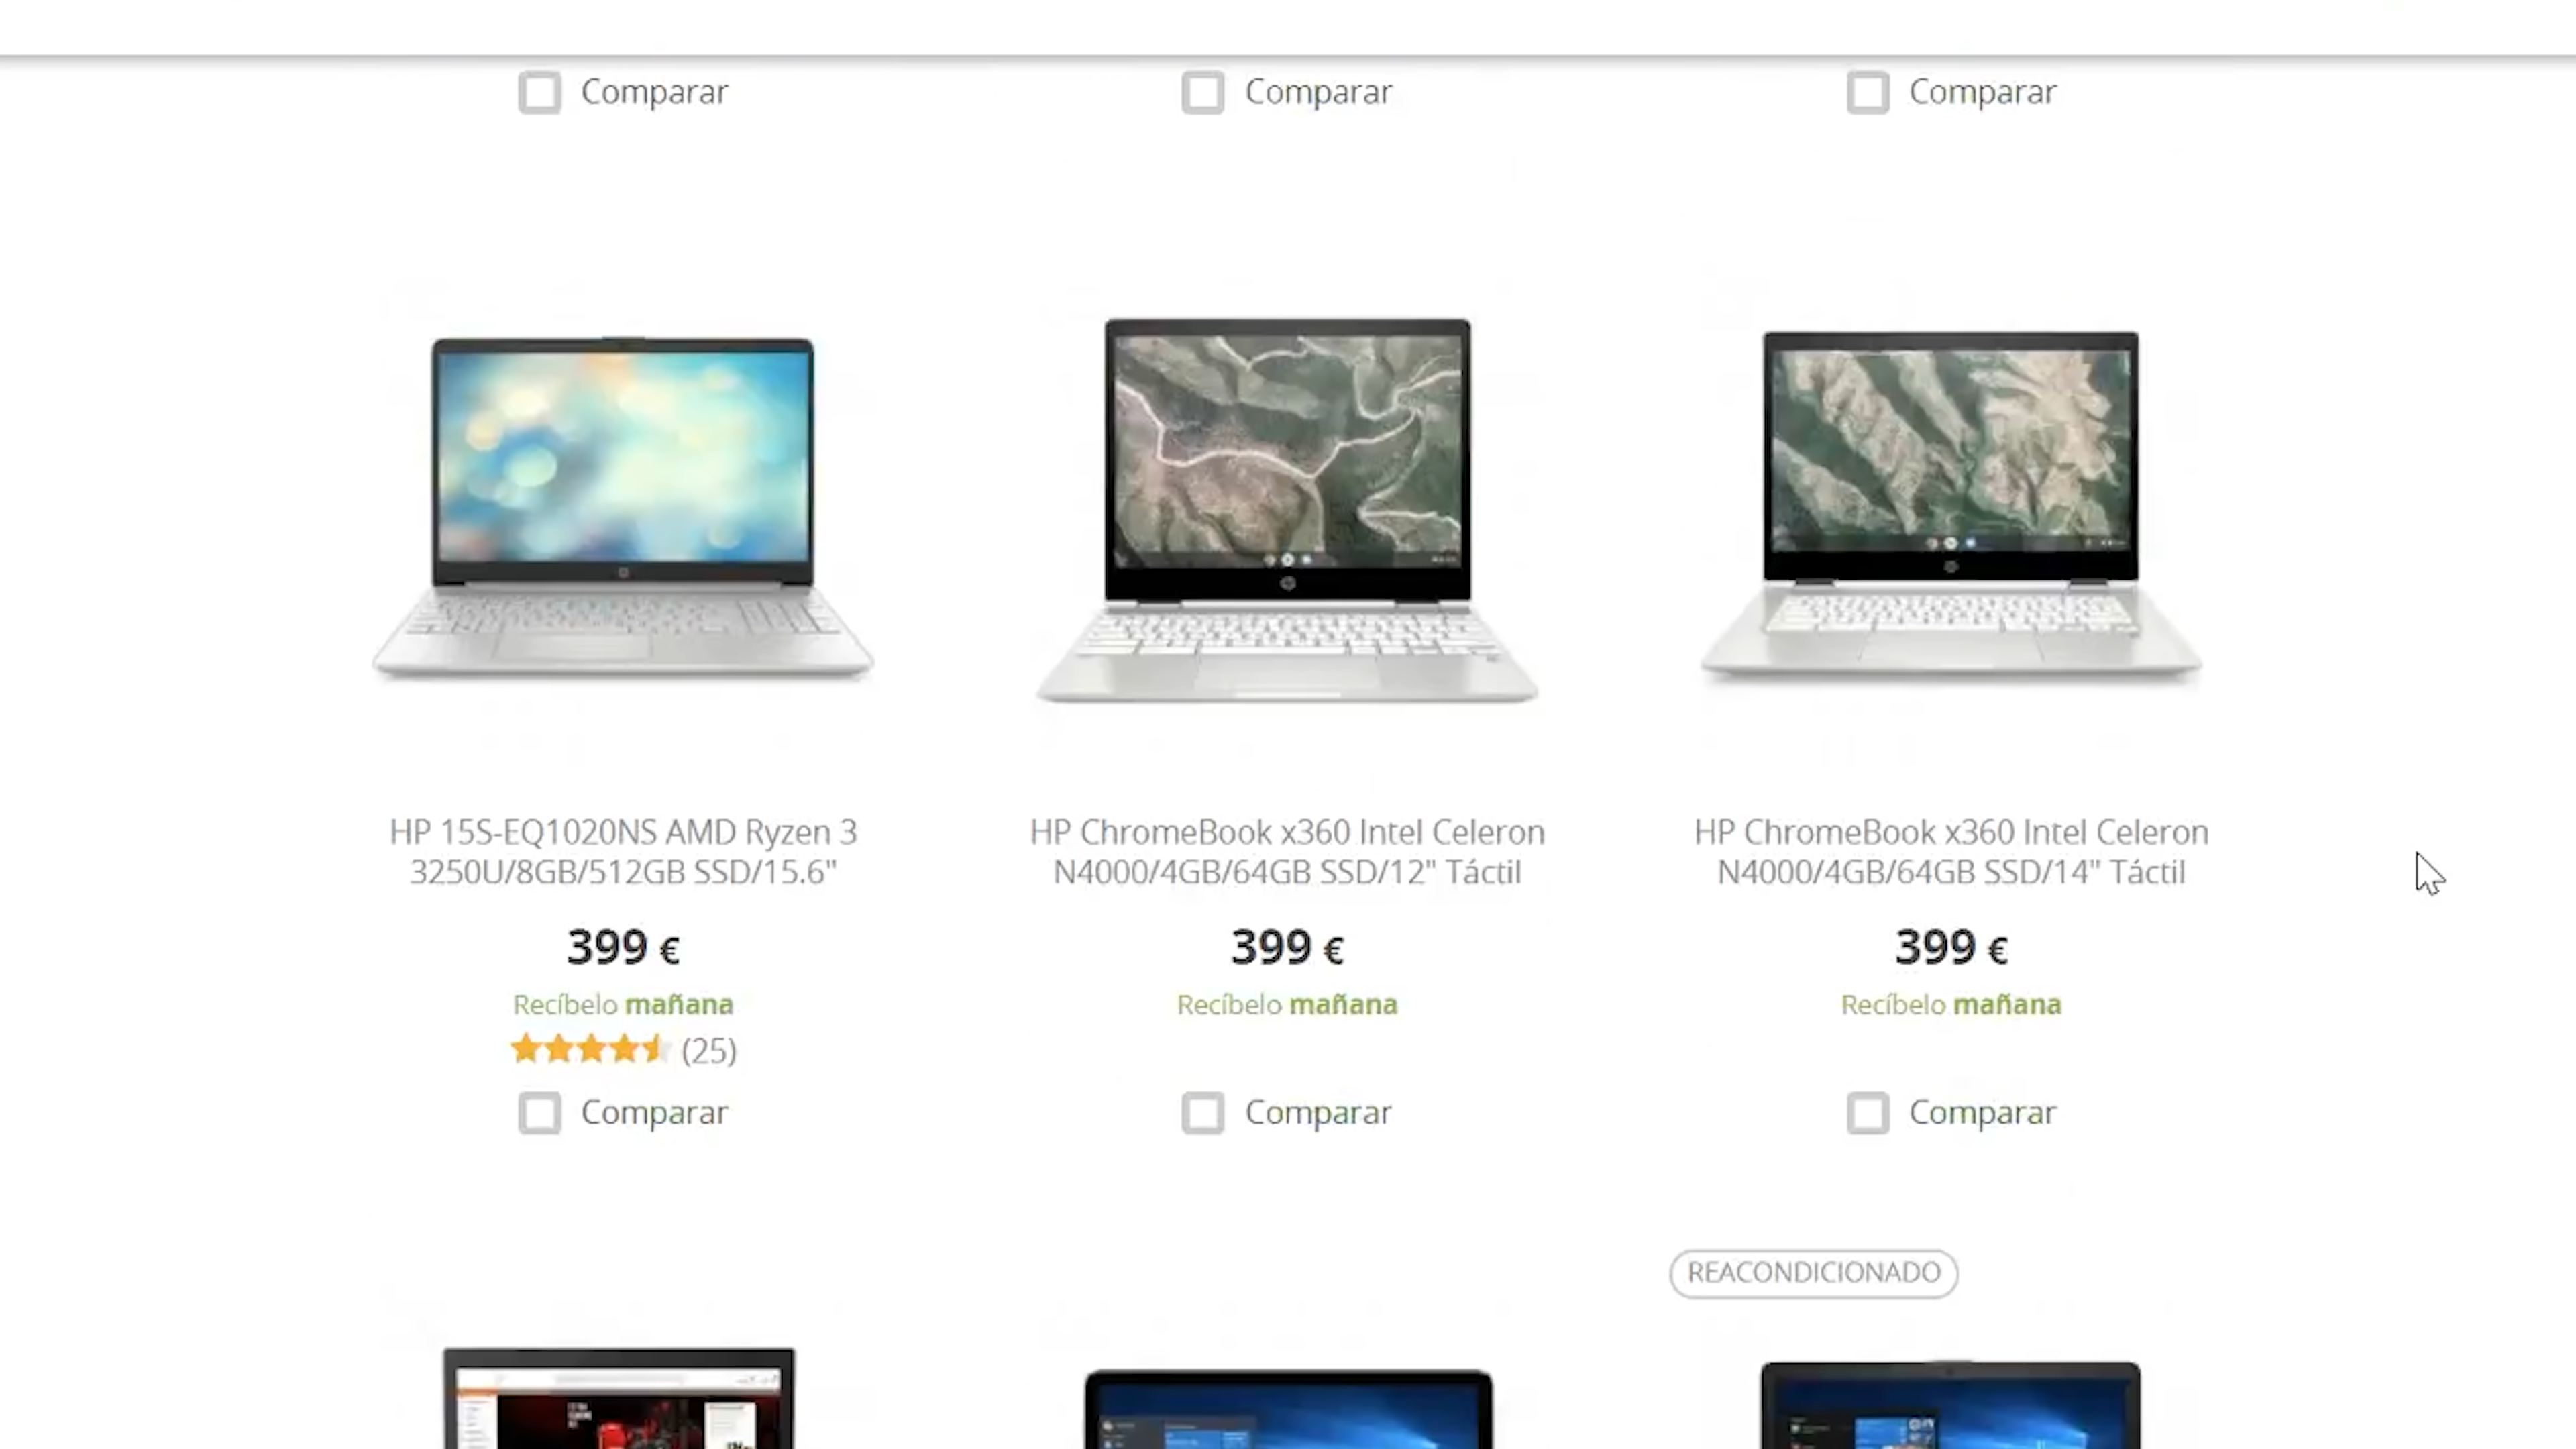 Comparar
Comparar
Comparar
HP 15S-EQ1020NS AMD Ryzen 3
3250U/8GB/512GB SSD/15.6"
399 €
Recíbelo mañana
(25)
Comparar
HP ChromeBook x360 Intel Celeron
N4000/4GB/64GB SSD/12" Táctil
399 €
Recíbelo mañana
Comparar
HP ChromeBook x360 Intel Celeron
N4000/4GB/64GB SSD/14" Táctil
399 €
Recíbelo mañana
Comparar
REACONDICIONADO